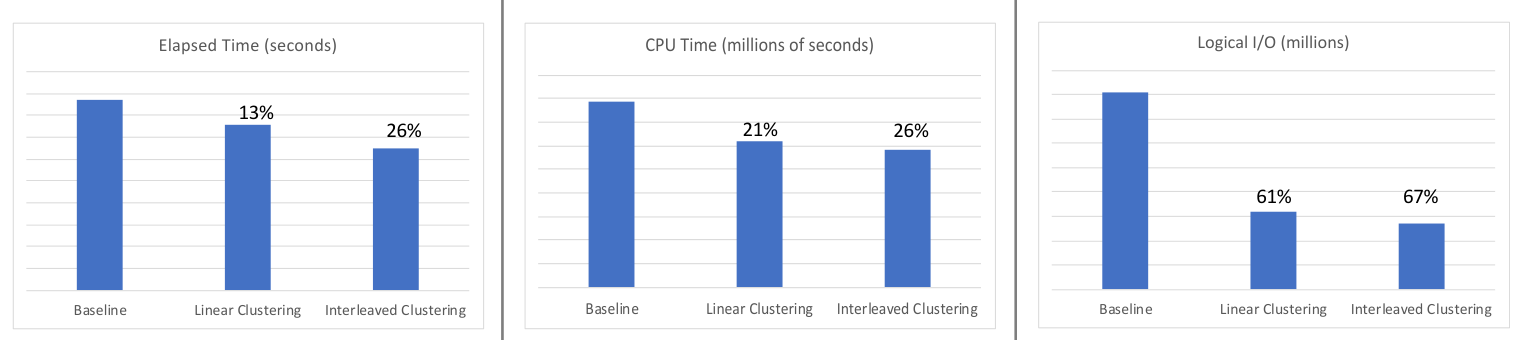 Elapsed Time (seconds)
13%
26%
Baseline
Linear Clustering
Interleaved Clustering
CPU Time (millions of seconds)
21%
26%
Baseline
Linear Clustering
Interleaved Clustering
Logical I/O (millions)
61%
67%
Baseline
Linear Clustering
Interleaved Clustering